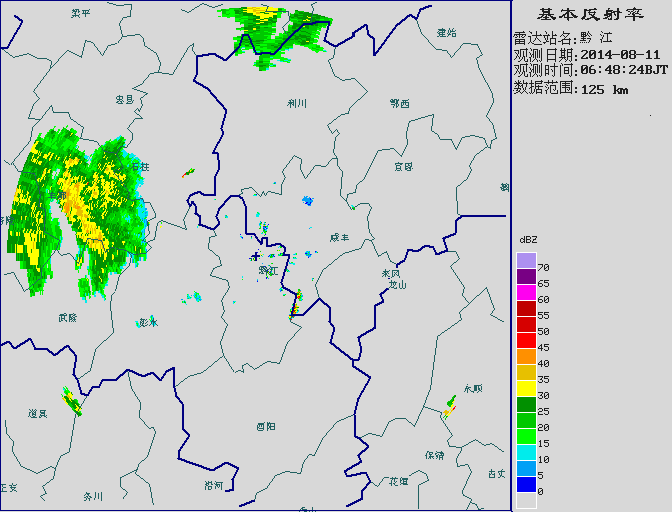 基本反射率
雷达站名:黔 江
观测日期:2014-08-11
观测时间:06:48:24BJT
数据范围:125 km
梁平
建始
忠县
利川
鄂西
石柱
宣恩
咸丰
来凤
黔江
龙山
武隆
彭水
道真
永顺
酉阳
保靖
古丈
花垣
沿河
正安
务川
dBZ
70
65
60
55
50
45
40
35
30
25
20
15
10
5
0